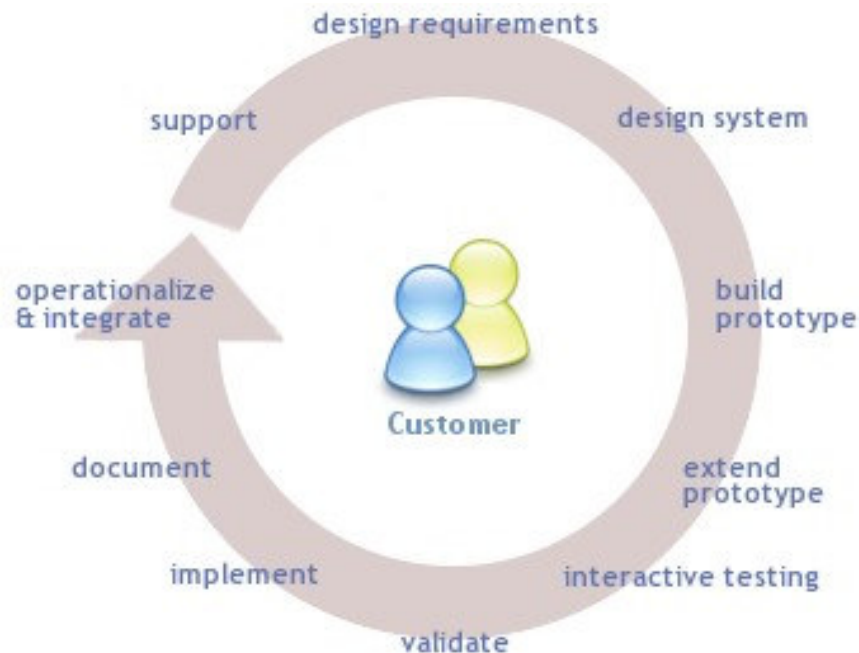 design requirements
support
design system
operationalize
& integrate
build
prototype
Customer
document
extend
prototype
implement
interactive testing
validate